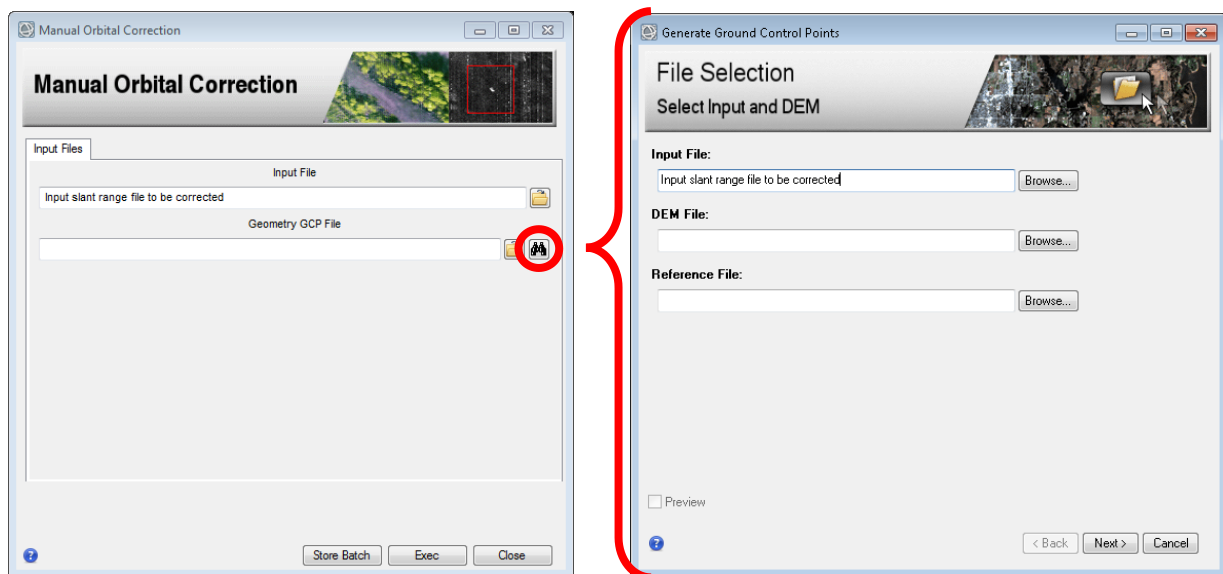 Manual Orbital Correction
Manual Orbital Correction
Input Files
Input File
Input slant range file to be corrected
Geometry GCP File
Store Batch
Exec
Close
Generate Ground Control Points
File Selection
Select Input and DEM
Input File:
Input slant range file to be corrected
Browse...
DEM File:
Browse...
Reference File:
Browse...
Preview
< Back
Next >
Cancel